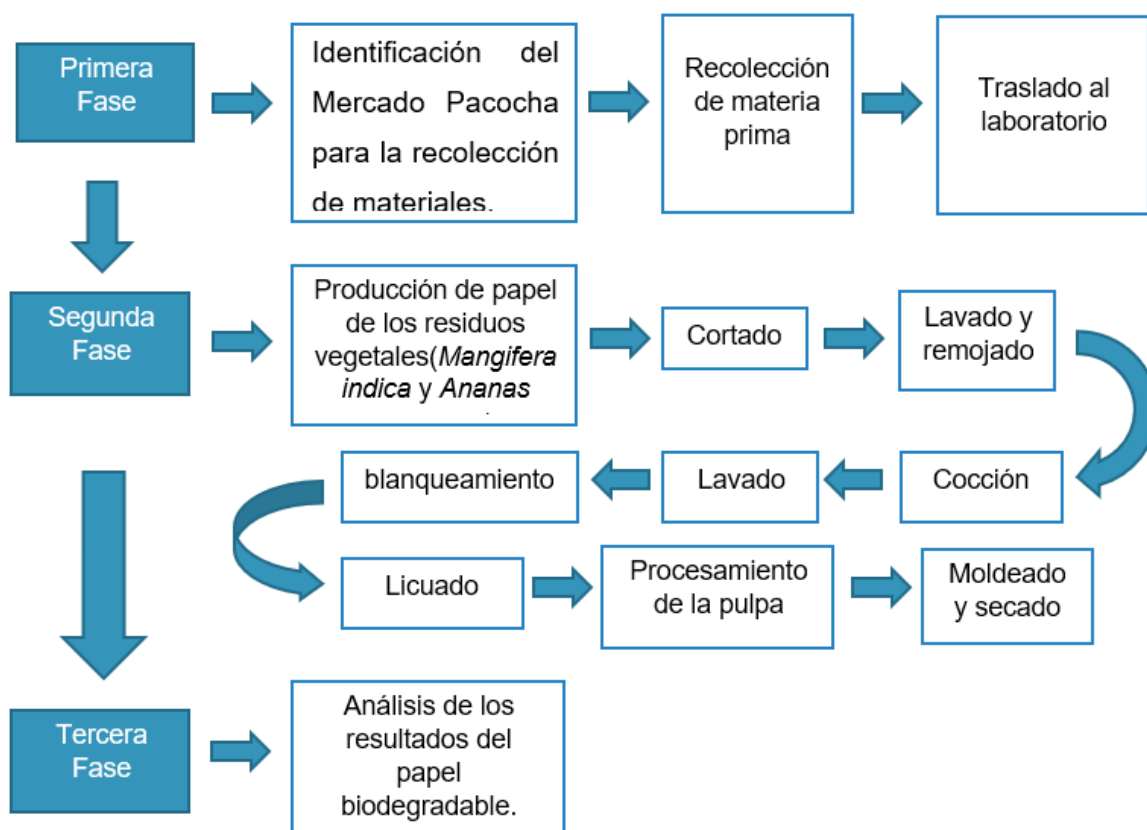 Primera
Fase
Identificación del
Mercado Pacocha
para la recolección
de materiales.
Recolección
de materia
prima
Traslado al
laboratorio
Segunda
Fase
Producción de papel
de los residuos
vegetales(Mangifera
indica y Ananas
Cortado
Lavado y
remojado
Cocción
Lavado
blanqueamiento
Licuado
Procesamiento
de la pulpa
Moldeado
y secado
Tercera
Fase
Análisis de los
resultados del
papel
biodegradable.